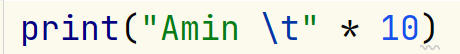 print("Amin \t" * 10)